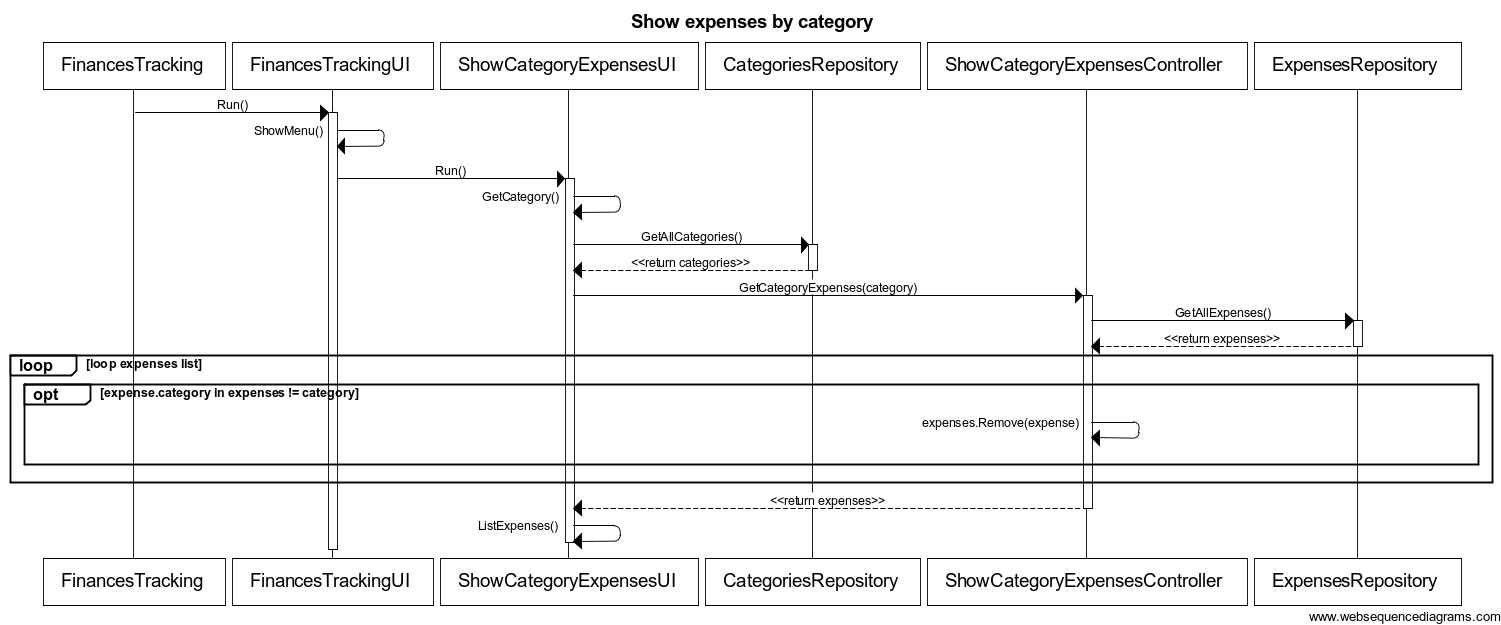 Show expenses by category
FinancesTracking FinancesTrackingUI ShowCategoryExpensesUI CategoriesRepository ShowCategoryExpensesController ExpensesRepository
Run()
ShowMenu()
Run()
GetCategory()
GetAllCategories()
<<return categories>>
GetCategoryExpenses(category)
GetAllExpenses()
<<return expenses>>
loop [loop expenses list]
opt [expense.category in expenses != category]
expenses.Remove(expense)
<<return expenses>>
ListExpenses()
FinancesTracking FinancesTrackingUI ShowCategoryExpensesUI CategoriesRepository ShowCategoryExpensesController ExpensesRepository
www.websequencediagrams.com